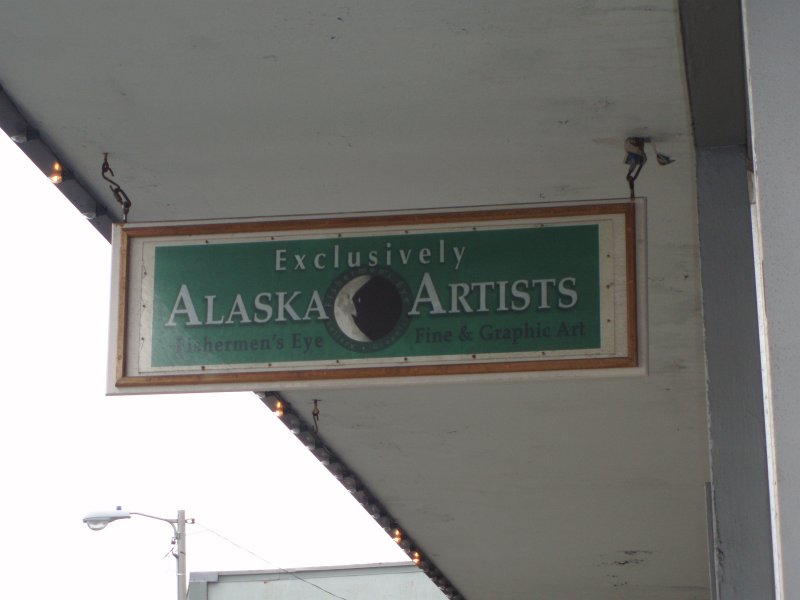 Exclusively
ALASKA ARTISTS
Fishermen's Eye Fine & Graphic Art